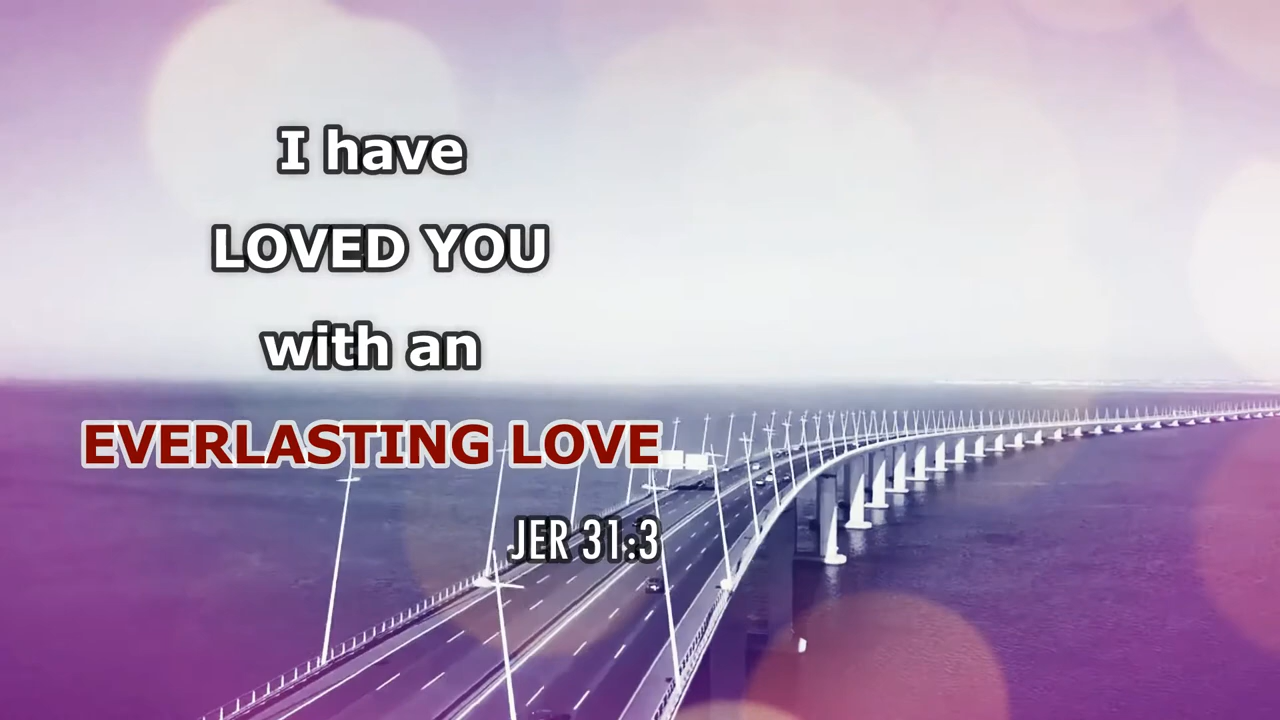 I have
LOVED YOU
with an
EVERLASTING LOVE
JER 31:3